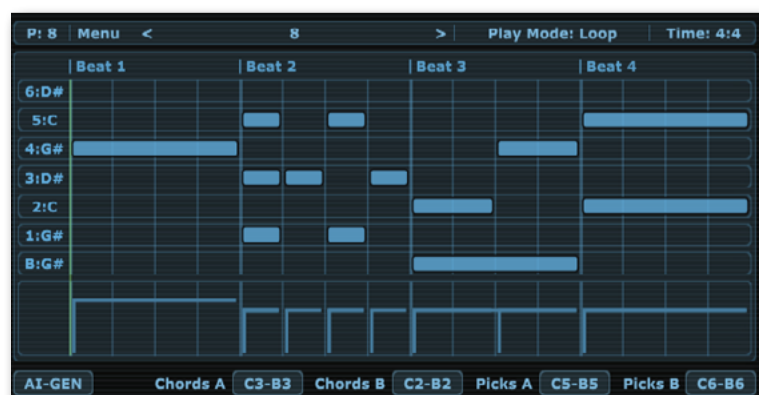 P: 8 Menu < 8 > Play Mode: Loop Time: 4:4
Beat 1 Beat 2 Beat 3 Beat 4
6:D#
5:C
4:G#
3:D#
2:C
1:G#
B:G#
AI-GEN Chords A C3-B3 Chords B C2-B2 Picks A C5-B5 Picks B C6-B6